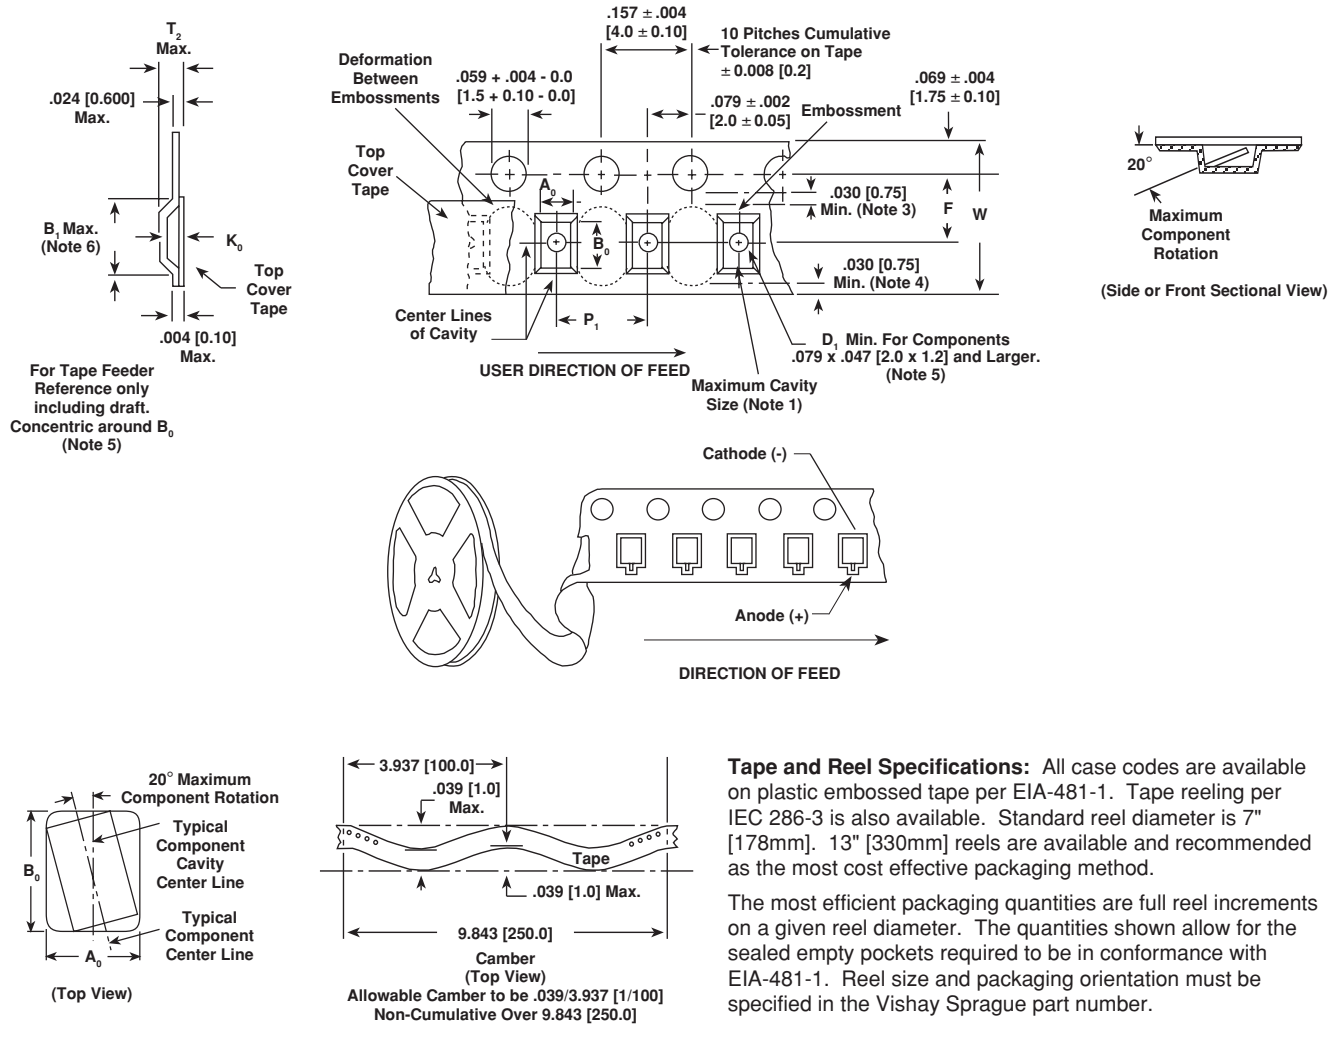 T2
Max.
.024 [0.600]
Max.
B1 Max.
(Note 6)
K0
Top
Cover
Tape
.004 [0.10]
Max.
For Tape Feeder
Reference only
including draft.
Concentric around B0
(Note 5)
Deformation
Between
Embossments
Top
Cover
Tape
.059 + .004 - 0.0
[1.5 + 0.10 - 0.0]
.157 ± .004
[4.0 ± 0.10]
10 Pitches Cumulative
Tolerance on Tape
± 0.008 [0.2]
.079 ± .002
[2.0 ± 0.05]
Embossment
.069 ± .004
[1.75 ± 0.10]
A0
B0
.030 [0.75]
Min. (Note 3)
F
W
.030 [0.75]
Min. (Note 4)
Center Lines
of Cavity
P1
USER DIRECTION OF FEED
D1 Min. For Components
.079 x .047 [2.0 x 1.2] and Larger.
(Note 5)
Maximum Cavity
Size (Note 1)
20°
Maximum
Component
Rotation
(Side or Front Sectional View)
Cathode (-)
Anode (+)
DIRECTION OF FEED
20° Maximum
Component Rotation
Typical
Component
Cavity
Center Line
B0
Typical
Component
Center Line
A0
(Top View)
3.937 [100.0]
.039 [1.0]
Max.
Tape
.039 [1.0] Max.
9.843 [250.0]
Camber
(Top View)
Allowable Camber to be .039/3.937 [1/100]
Non-Cumulative Over 9.843 [250.0]
Tape and Reel Specifications: All case codes are available
on plastic embossed tape per EIA-481-1. Tape reeling per
IEC 286-3 is also available. Standard reel diameter is 7"
[178mm]. 13" [330mm] reels are available and recommended
as the most cost effective packaging method.
The most efficient packaging quantities are full reel increments
on a given reel diameter. The quantities shown allow for the
sealed empty pockets required to be in conformance with
EIA-481-1. Reel size and packaging orientation must be
specified in the Vishay Sprague part number.